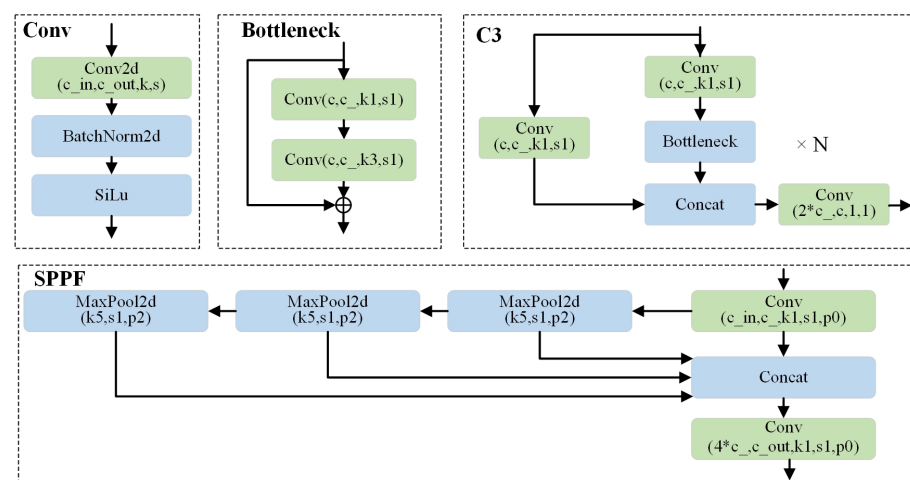 Conv
Conv2d
(c_in,c_out,k,s)
BatchNorm2d
SiLu
Bottleneck
Conv(c,c_,k1,s1)
Conv(c,c_,k3,s1)
C3
Conv
(c,c_,k1,s1)
Conv
(c,c_,k1,s1)
Bottleneck
× N
Concat
Conv
(2*c_,c,1,1)
SPPF
MaxPool2d
(k5,s1,p2)
MaxPool2d
(k5,s1,p2)
MaxPool2d
(k5,s1,p2)
Conv
(c_in,c_,k1,s1,p0)
Concat
Conv
(4*c_,c_out,k1,s1,p0)